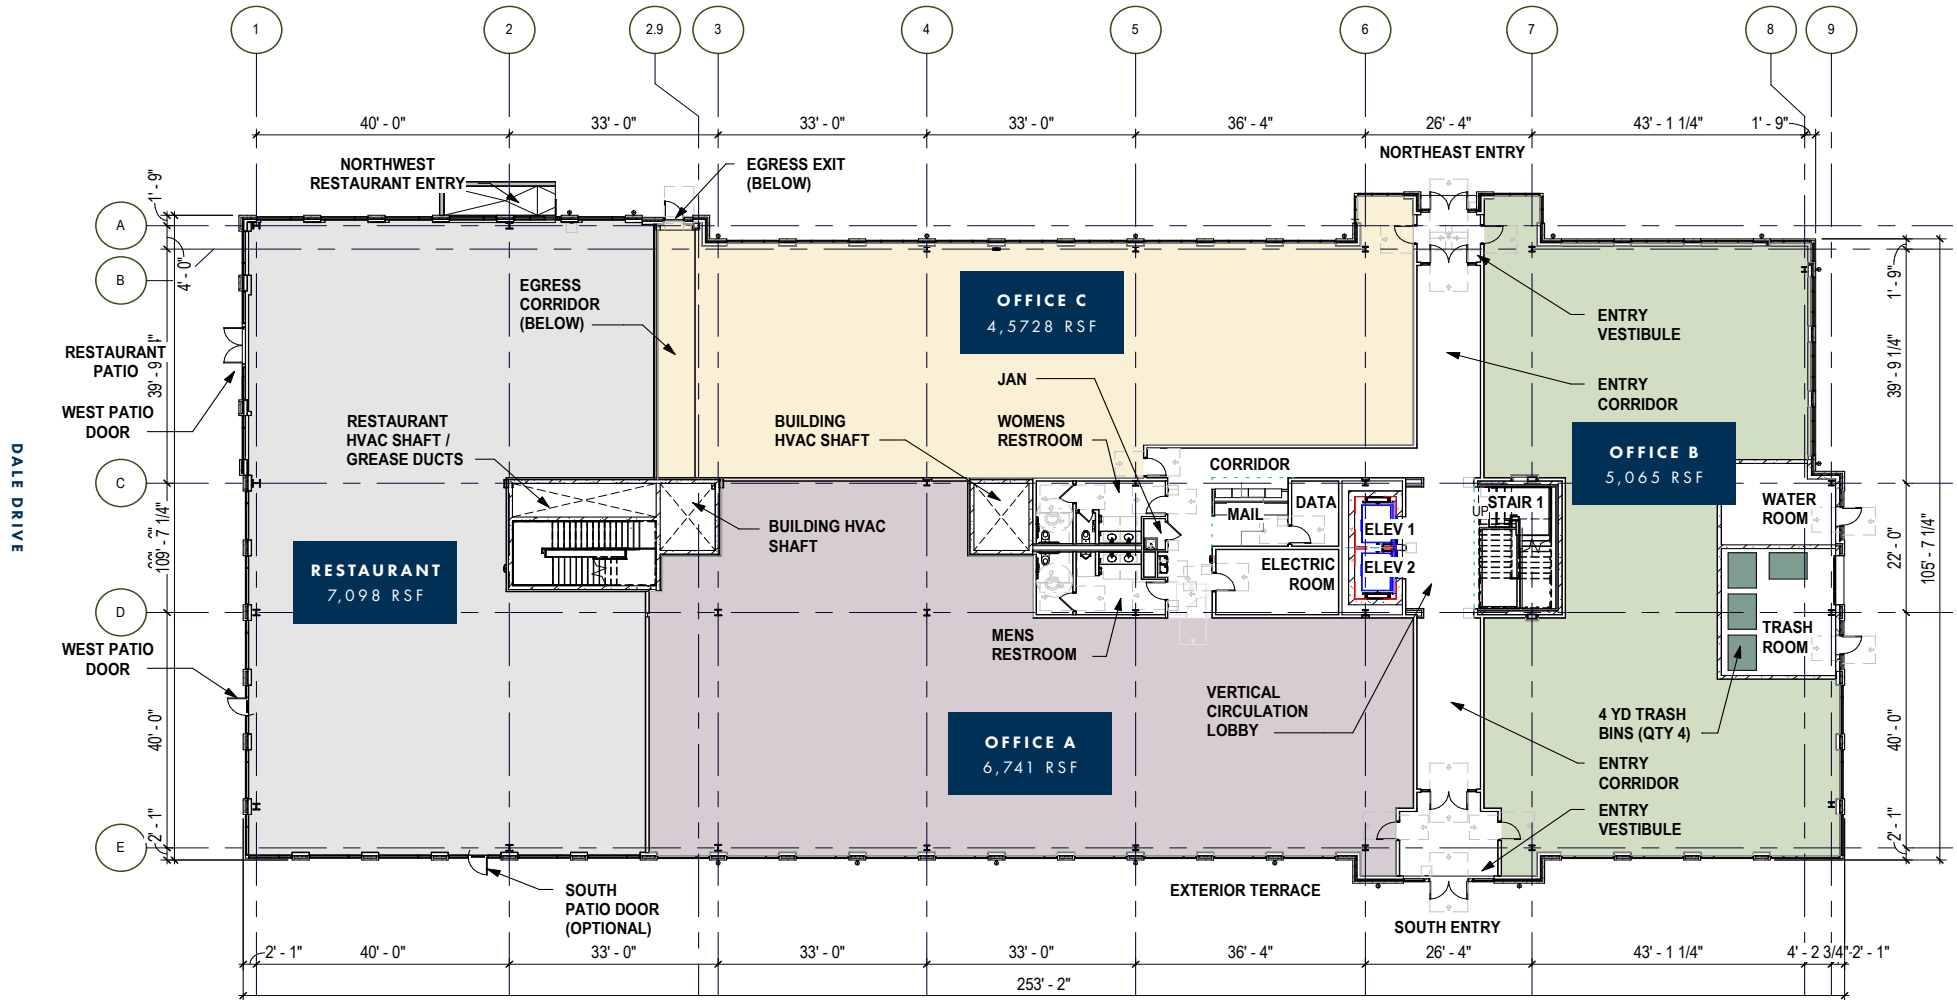 1
2
2.9
3
4
5
6
7
8
9
40' - 0"
33' - 0"
33' - 0"
33' - 0"
36' - 4"
26' - 4"
43' - 1 1/4"
1' - 9"
NORTHWEST
RESTAURANT ENTRY
EGRESS EXIT
(BELOW)
NORTHEAST ENTRY
1' - 9"
A
4' - 0"
B
EGRESS
CORRIDOR
(BELOW)
OFFICE C
4,5728 RSF
1' - 9"
ENTRY
VESTIBULE
RESTAURANT
PATIO
39' - 9 1/4"
39' - 9 1/4"
JAN
ENTRY
CORRIDOR
WEST PATIO
DOOR
RESTAURANT
HVAC SHAFT /
GREASE DUCTS
BUILDING
HVAC SHAFT
WOMENS
RESTROOM
OFFICE B
5,065 RSF
DALE DRIVE
C
CORRIDOR
DATA
MAIL
UP
STAIR 1
WATER
ROOM
BUILDING HVAC
SHAFT
ELEV 1
ELEV 2
109' - 7 1/4"
22' - 0"
105' - 7 1/4"
RESTAURANT
7,098 RSF
ELECTRIC
ROOM
D
WEST PATIO
DOOR
MENS
RESTROOM
TRASH
ROOM
VERTICAL
CIRCULATION
LOBBY
4 YD TRASH
BINS (QTY 4)
40' - 0"
40' - 0"
OFFICE A
6,741 RSF
ENTRY
CORRIDOR
ENTRY
VESTIBULE
2' - 1"
2' - 1"
E
SOUTH
PATIO DOOR
(OPTIONAL)
EXTERIOR TERRACE
SOUTH ENTRY
2' - 1"
40' - 0"
33' - 0"
33' - 0"
33' - 0"
36' - 4"
26' - 4"
43' - 1 1/4"
4' - 2 3/4"
2' - 1"
253' - 2"